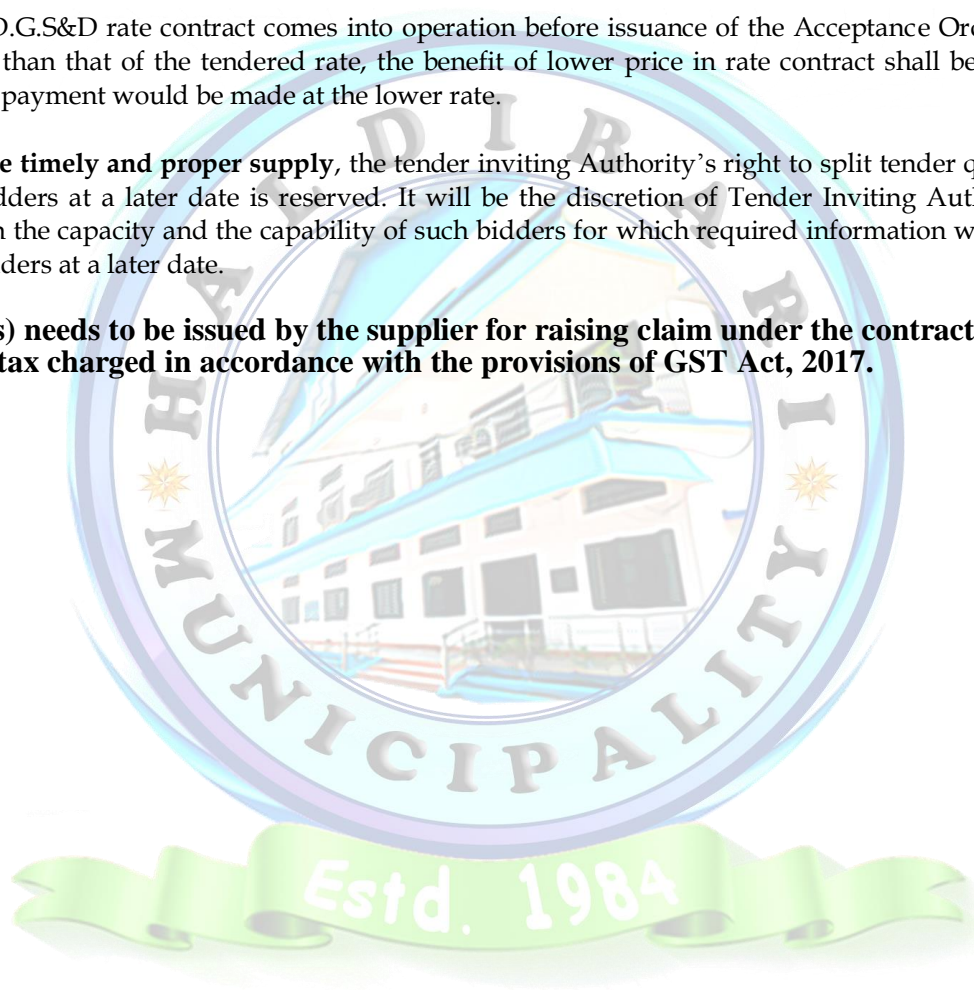 D.G.S&D rate contract comes into operation before issuance of the Acceptance Ord
than that of the tendered rate, the benefit of lower price in rate contract shall be
payment would be made at the lower rate.
e timely and proper supply, the tender inviting Authority’s right to split tender q
dders at a later date is reserved. It will be the discretion of Tender Inviting Auth
n the capacity and the capability of such bidders for which required information w
ders at a later date.
s) needs to be issued by the supplier for raising claim under the contract
tax charged in accordance with the provisions of GST Act, 2017.
HALDIBARI
MUNICIPALITY
Estd. 1984